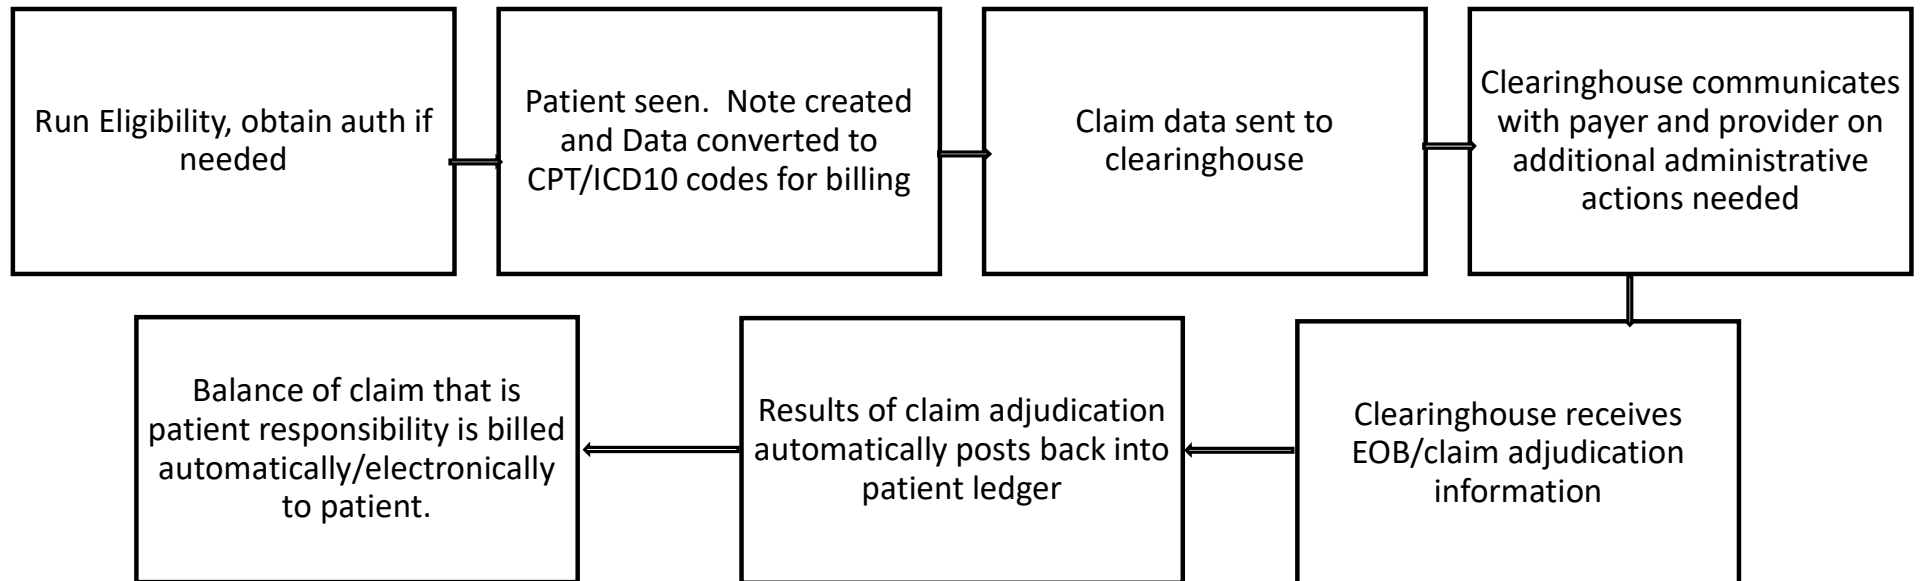 Run Eligibility, obtain auth if
needed
Patient seen.  Note created
and Data converted to
CPT/ICD10 codes for billing
Claim data sent to
clearinghouse
Clearinghouse communicates
with payer and provider on
additional administrative
actions needed
Clearinghouse receives
EOB/claim adjudication
information
Results of claim adjudication
automatically posts back into
patient ledger
Balance of claim that is
patient responsibility is billed
automatically/electronically
to patient.